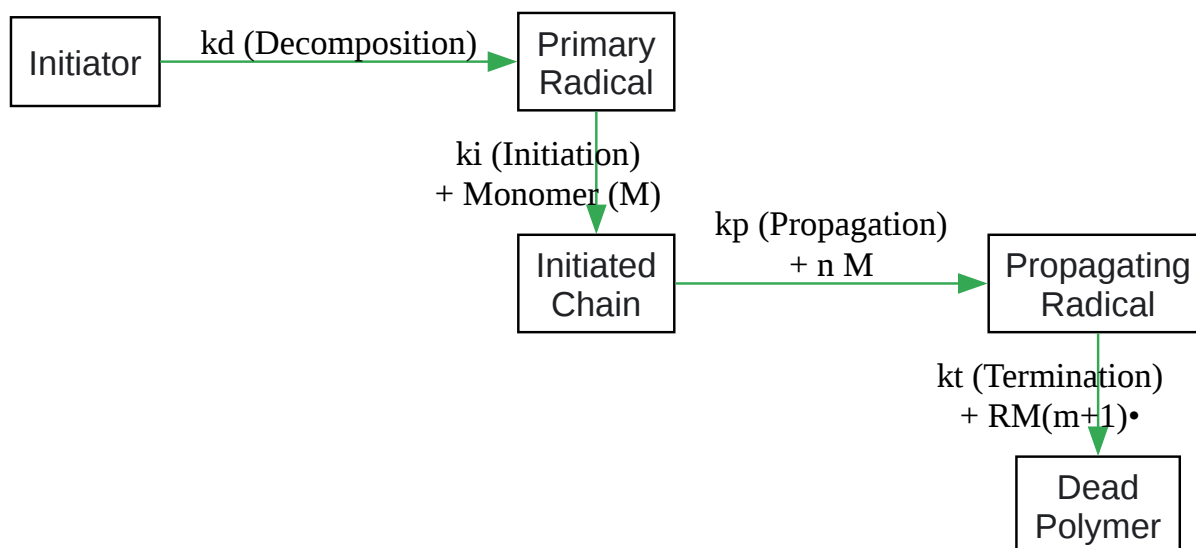 Initiator
kd (Decomposition)
Primary
Radical
ki (Initiation)
+ Monomer (M)
Initiated
Chain
kp (Propagation)
+ n M
Propagating
Radical
kt (Termination)
+ RM(m+1)•
Dead
Polymer